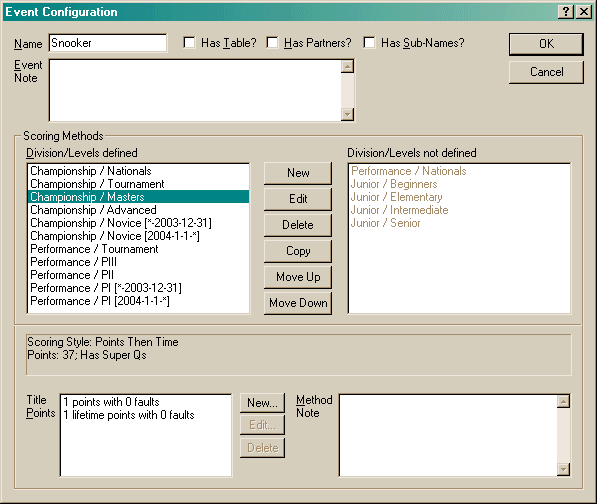 Event Configuration
Name Snooker Has Table? Has Partners? Has Sub-Names? OK
Event Note Cancel
Scoring Methods
Division/Levels defined
Championship / Nationals
Championship / Tournament
Championship / Masters
Championship / Advanced
Championship / Novice [*-2003-12-31]
Championship / Novice [2004-1-1-*]
Performance / Tournament
Performance / PIII
Performance / PII
Performance / PI [*-2003-12-31]
Performance / PI [2004-1-1-*]
New
Edit
Delete
Copy
Move Up
Move Down
Division/Levels not defined
Performance / Nationals
Junior / Beginners
Junior / Elementary
Junior / Intermediate
Junior / Senior
Scoring Style: Points Then Time
Points: 37; Has Super Qs
Title Points
1 points with 0 faults
1 lifetime points with 0 faults
New...
Edit...
Delete
Method Note